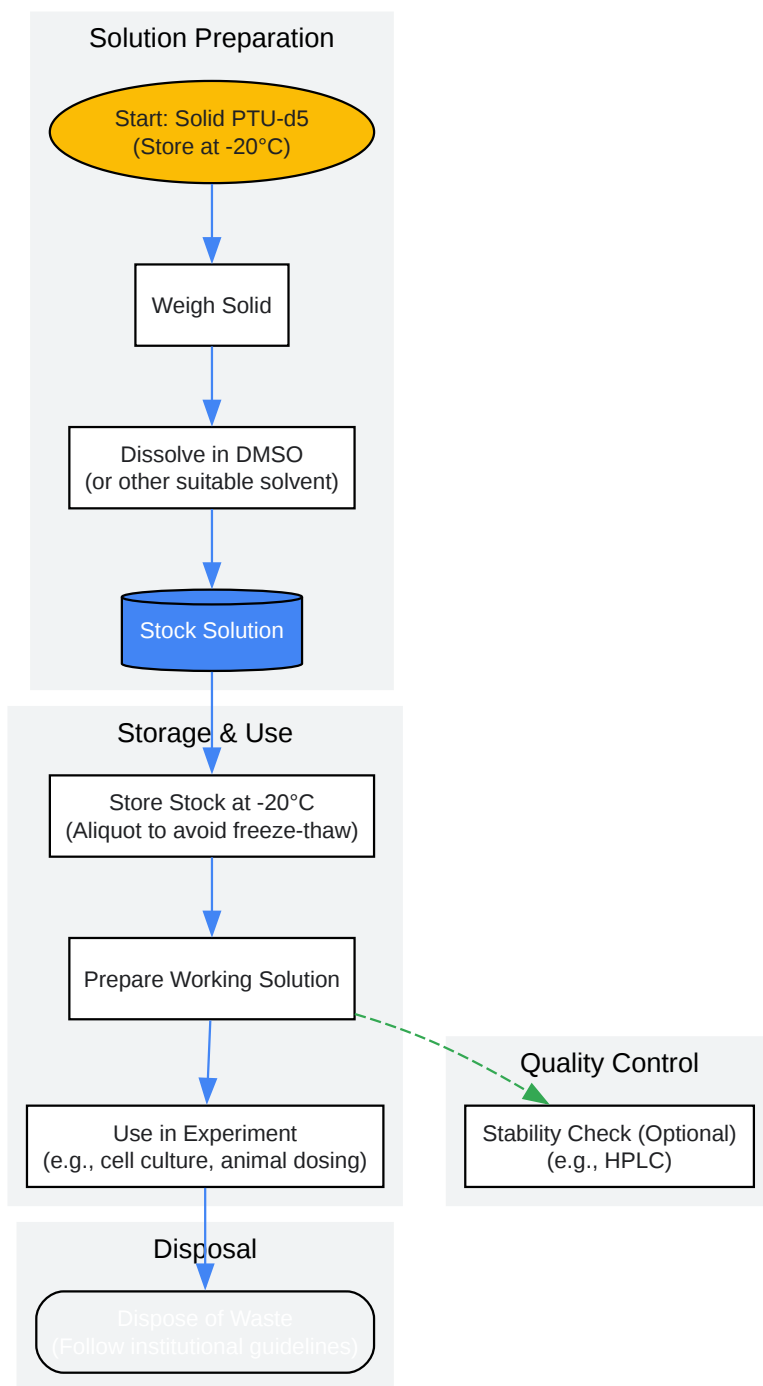 Solution Preparation
Start: Solid PTU-d5
(Store at -20°C)
Weigh Solid
Dissolve in DMSO
(or other suitable solvent)
Stock Solution
Storage & Use
Store Stock at -20°C
(Aliquot to avoid freeze-thaw)
Prepare Working Solution
Use in Experiment
(e.g., cell culture, animal dosing)
Quality Control
Stability Check (Optional)
(e.g., HPLC)
Disposal
Dispose of Waste
(Follow institutional guidelines)